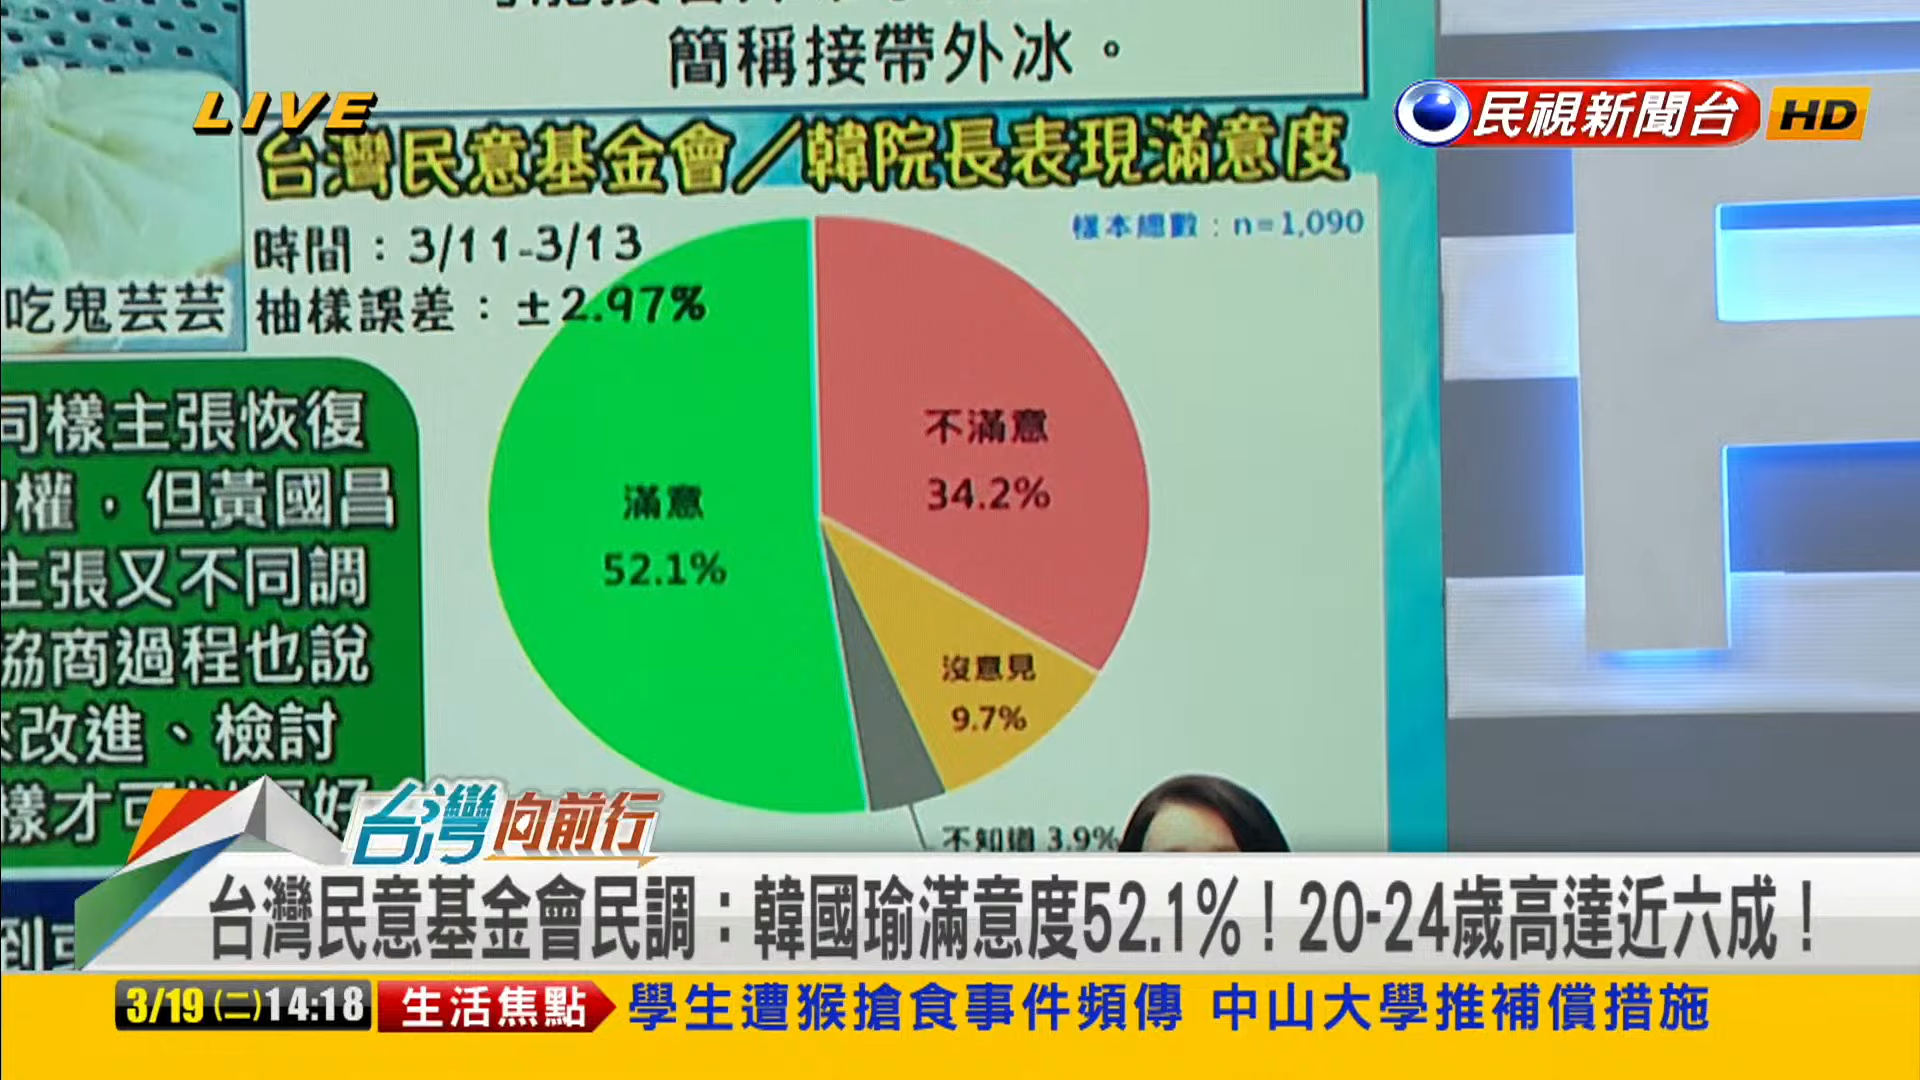 簡稱接帶外冰。
LIVE
民視新聞台 HD
台灣民意基金會／韓院長表現滿意度
樣本總數：n=1,090
時間：3/11-3/13
抽樣誤差：±2.97%
吃鬼芸芸
不滿意
34.2%
滿意
52.1%
沒意見
9.7%
不知道 3.9%
同樣主張恢復
權，但黃國昌
主張又不同調
協商過程也說
改進、檢討
樣才可以更好
台灣向前行
台灣民意基金會民調：韓國瑜滿意度52.1%！20-24歲高達近六成！
到
3/19(二)14:18 生活焦點 學生遭猴搶食事件頻傳 中山大學推補償措施